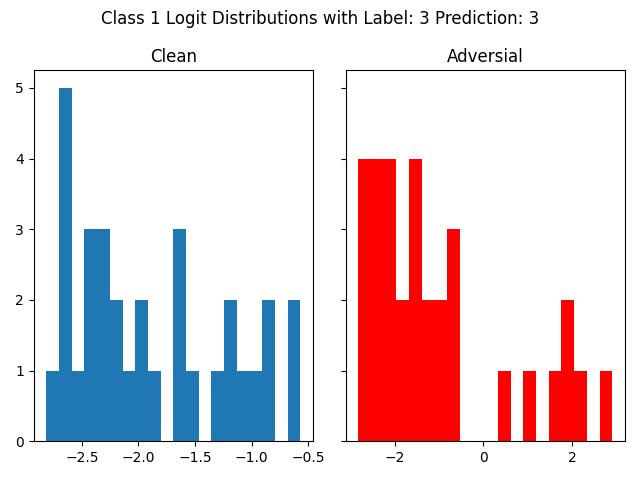 Class 1 Logit Distributions with Label: 3 Prediction: 3
Clean
Adversial
5
4
3
2
1
0
−2.5 −2.0 −1.5 −1.0 −0.5
−2 0 2